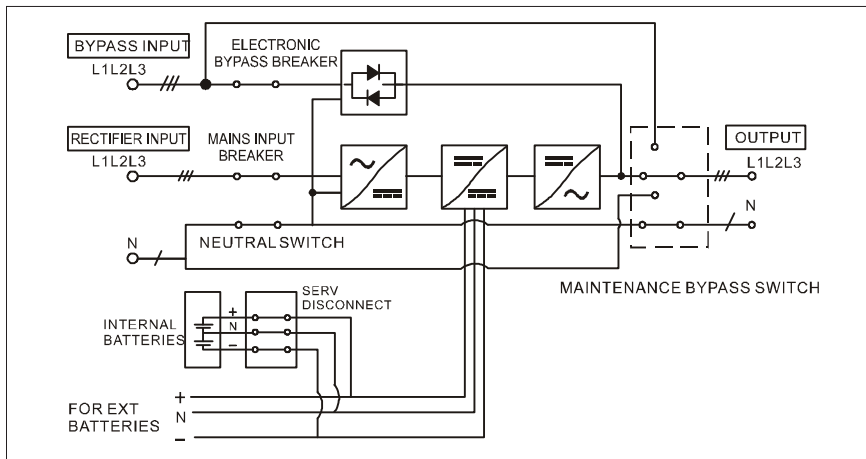 BYPASS INPUT
L1L2L3
ELECTRONIC
BYPASS BREAKER
RECTIFIER INPUT
L1L2L3
MAINS INPUT
BREAKER
OUTPUT
L1L2L3
N
N
NEUTRAL SWITCH
MAINTENANCE BYPASS SWITCH
SERV
DISCONNECT
INTERNAL
BATTERIES
+
N
−
FOR EXT
BATTERIES
+
N
−